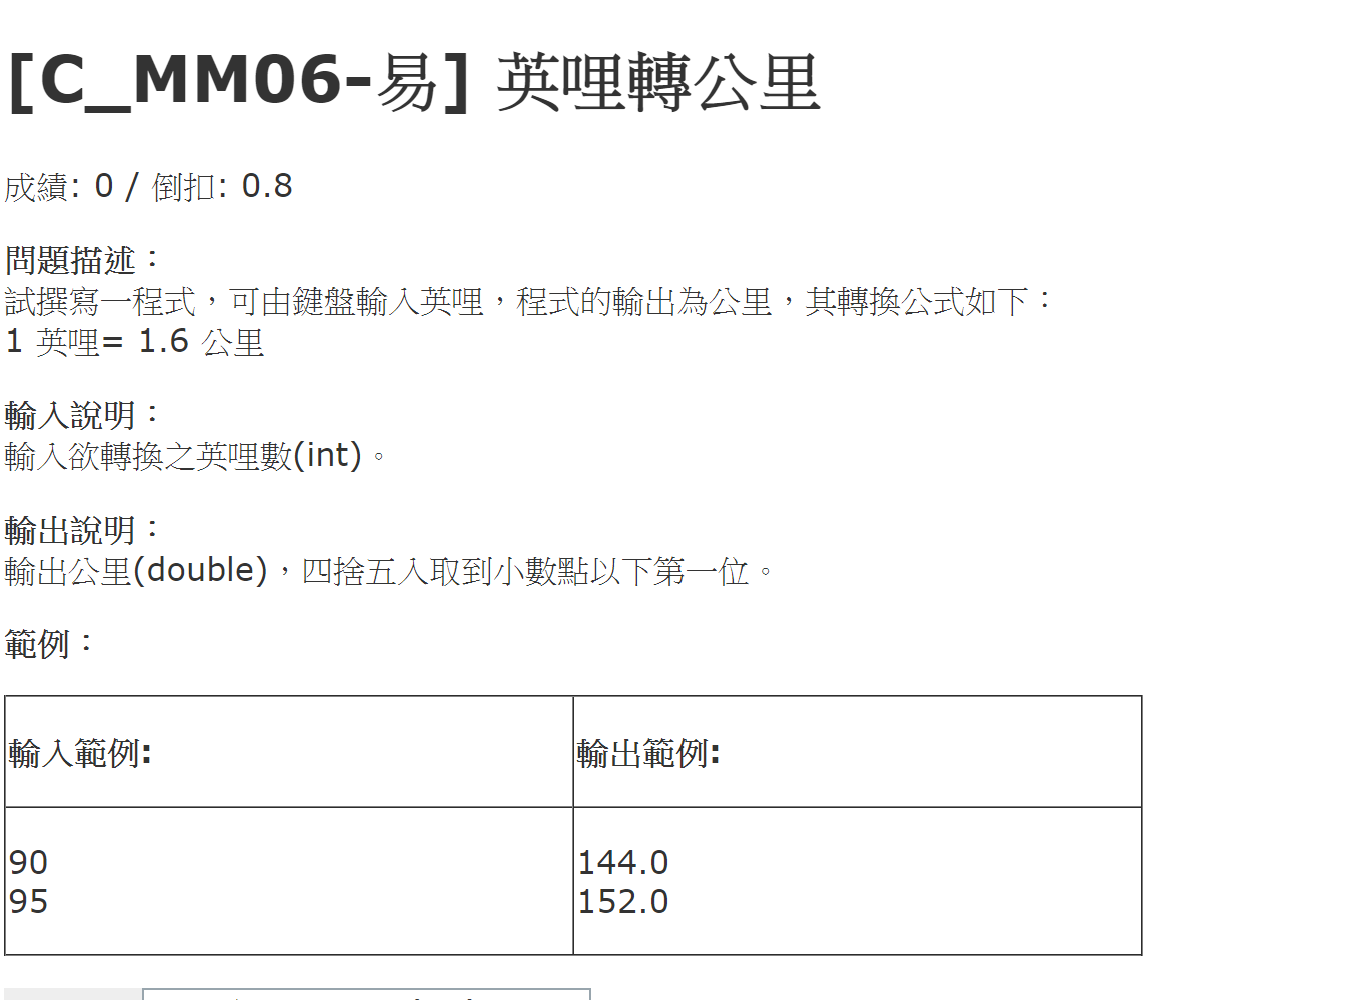 [C_MM06-易] 英哩轉公里
成績: 0 / 倒扣: 0.8
問題描述：
試撰寫一程式，可由鍵盤輸入英哩，程式的輸出為公里，其轉換公式如下：
1 英哩= 1.6 公里
輸入說明：
輸入欲轉換之英哩數(int)。
輸出說明：
輸出公里(double)，四捨五入取到小數點以下第一位。
範例：
輸入範例:
輸出範例:
90
95
144.0
152.0